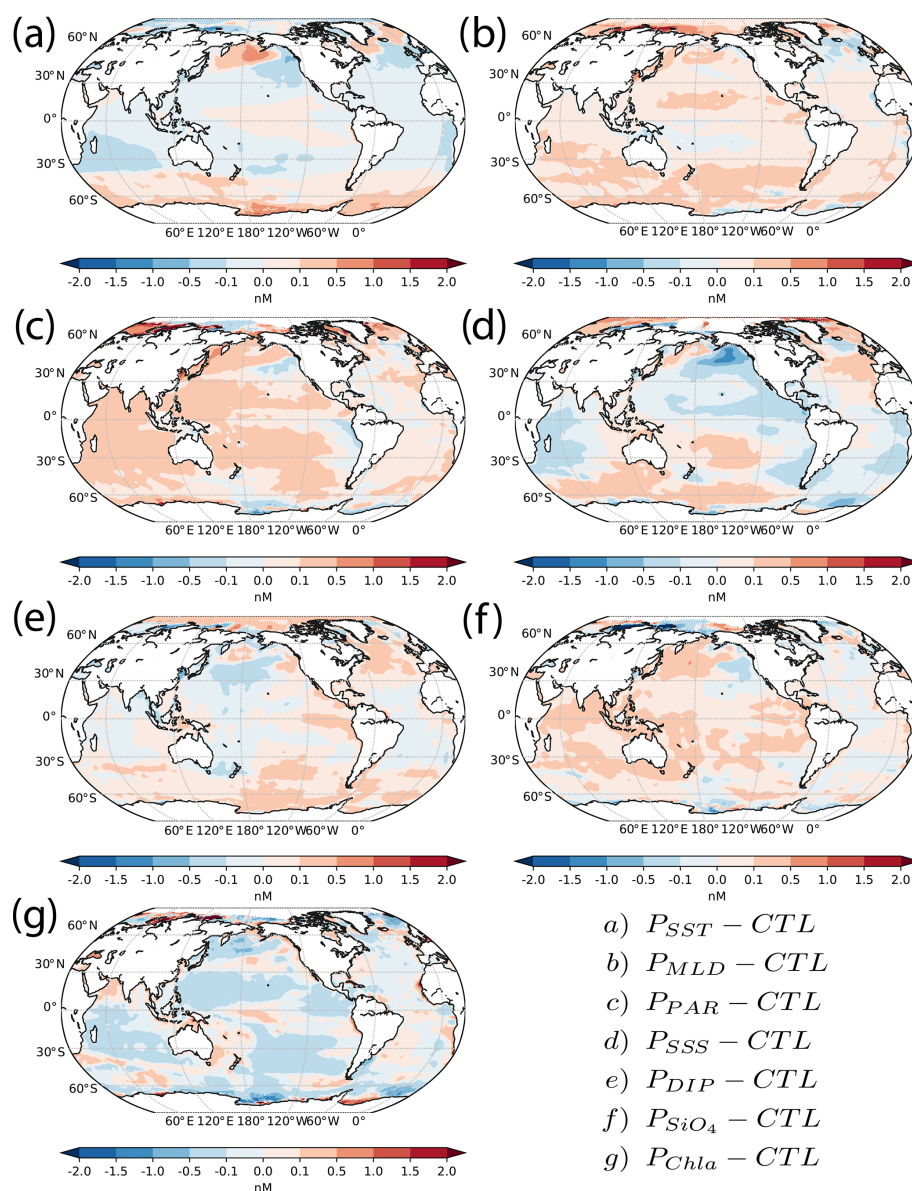 (a) (b)
60°N 60°N
30°N 30°N
0° 0°
30°S 30°S
60°S 60°S
60°E 120°E 180°W 120°W 60°W 0° 60°E 120°E 180°W 120°W 60°W 0°
-2.0 -1.5 -1.0 -0.5 -0.1 0.0 0.1 0.5 1.0 1.5 2.0 -2.0 -1.5 -1.0 -0.5 -0.1 0.0 0.1 0.5 1.0 1.5 2.0
nM nM
(c) (d)
60°N 60°N
30°N 30°N
0° 0°
30°S 30°S
60°S 60°S
60°E 120°E 180°W 120°W 60°W 0° 60°E 120°E 180°W 120°W 60°W 0°
-2.0 -1.5 -1.0 -0.5 -0.1 0.0 0.1 0.5 1.0 1.5 2.0 -2.0 -1.5 -1.0 -0.5 -0.1 0.0 0.1 0.5 1.0 1.5 2.0
nM nM
(e) (f)
60°N 60°N
30°N 30°N
0° 0°
30°S 30°S
60°S 60°S
60°E 120°E 180°W 120°W 60°W 0° 60°E 120°E 180°W 120°W 60°W 0°
-2.0 -1.5 -1.0 -0.5 -0.1 0.0 0.1 0.5 1.0 1.5 2.0 -2.0 -1.5 -1.0 -0.5 -0.1 0.0 0.1 0.5 1.0 1.5 2.0
nM nM
(g)
60°N
30°N
0°
30°S
60°S
60°E 120°E 180°W 120°W 60°W 0°
-2.0 -1.5 -1.0 -0.5 -0.1 0.0 0.1 0.5 1.0 1.5 2.0
nM
a) P_SST − CTL
b) P_MLD − CTL
c) P_PAR − CTL
d) P_SSS − CTL
e) P_DIP − CTL
f) P_SiO₄ − CTL
g) P_Chla − CTL